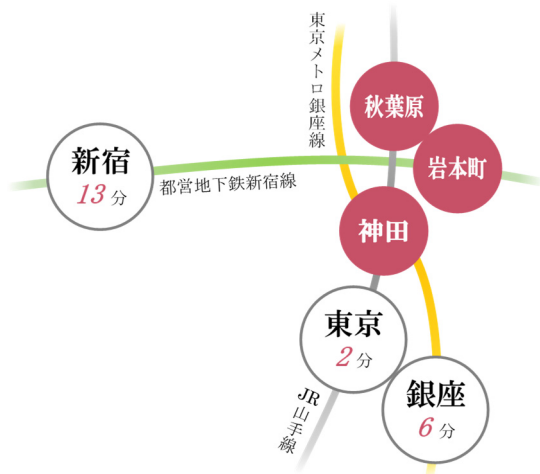 東京メトロ銀座線
秋葉原
岩本町
新宿
13 分
都営地下鉄新宿線
神田
東京
2 分
銀座
6 分
JR山手線